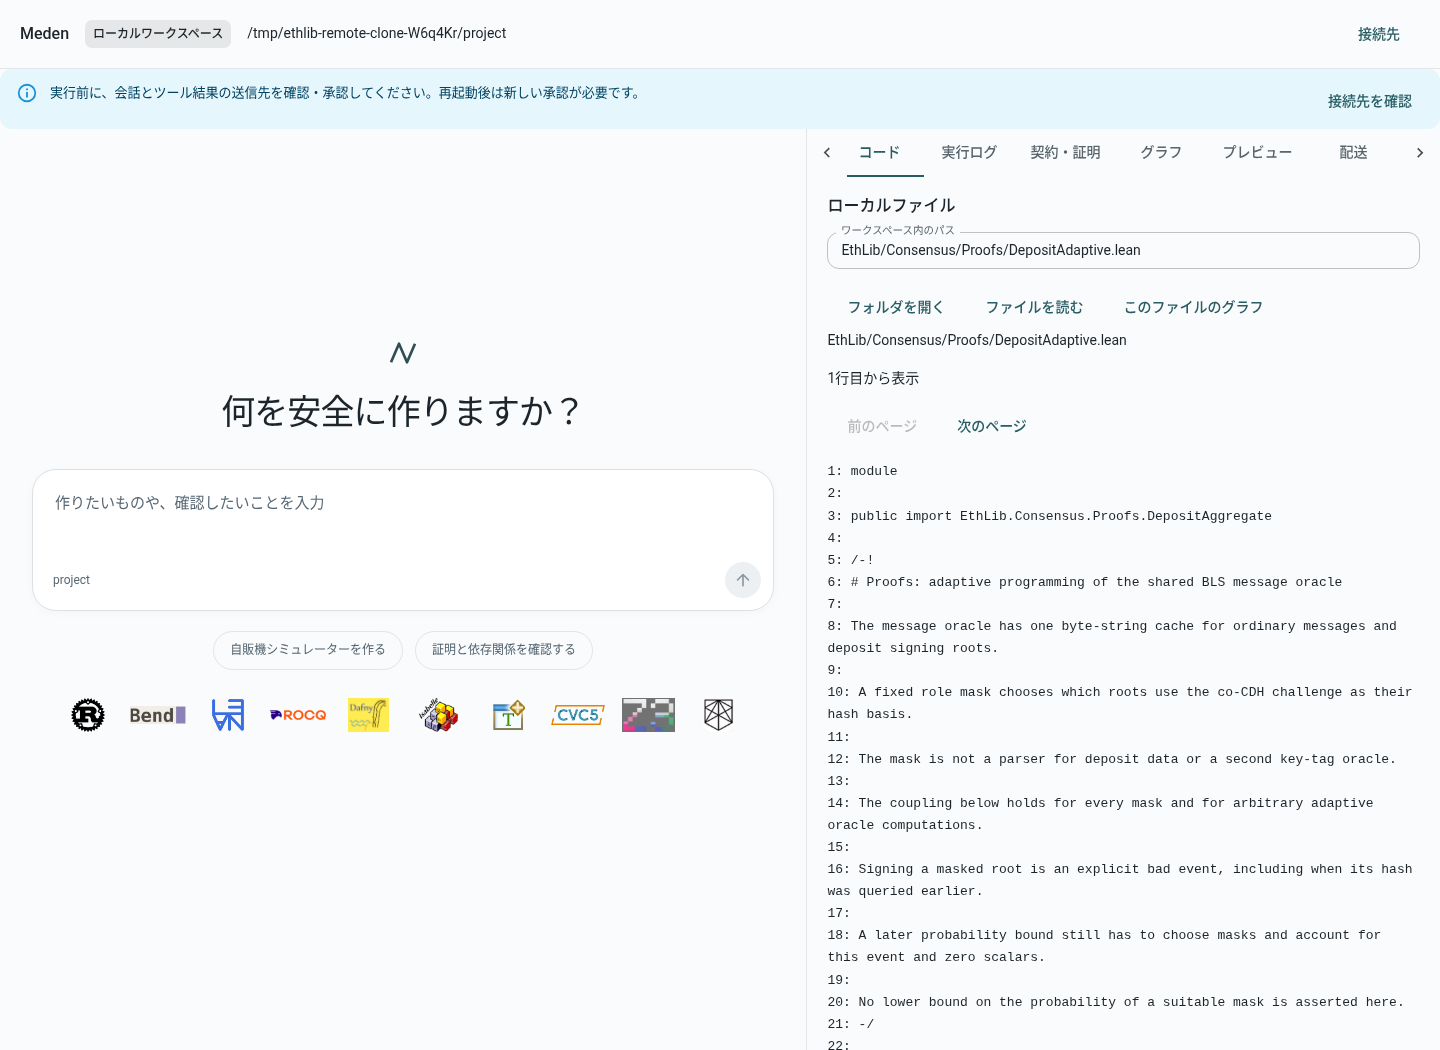 Meden
ローカルワークスペース
/tmp/ethlib-remote-clone-W6q4Kr/project
接続先
実行前に、会話とツール結果の送信先を確認・承認してください。再起動後は新しい承認が必要です。
接続先を確認
何を安全に作りますか？
作りたいものや、確認したいことを入力
project
自販機シミュレーターを作る
証明と依存関係を確認する
R
Bend
ROCQ
Dafny
Isabelle
T
CVC5
コード
実行ログ
契約・証明
グラフ
プレビュー
配送
ローカルファイル
ワークスペース内のパス
EthLib/Consensus/Proofs/DepositAdaptive.lean
フォルダを開く
ファイルを読む
このファイルのグラフ
EthLib/Consensus/Proofs/DepositAdaptive.lean
1行目から表示
前のページ
次のページ
1: module
2:
3: public import EthLib.Consensus.Proofs.DepositAggregate
4:
5: /-!
6: # Proofs: adaptive programming of the shared BLS message oracle
7:
8: The message oracle has one byte-string cache for ordinary messages and
deposit signing roots.
9:
10: A fixed role mask chooses which roots use the co-CDH challenge as their
hash basis.
11:
12: The mask is not a parser for deposit data or a second key-tag oracle.
13:
14: The coupling below holds for every mask and for arbitrary adaptive
oracle computations.
15:
16: Signing a masked root is an explicit bad event, including when its hash
was queried earlier.
17:
18: A later probability bound still has to choose masks and account for
this event and zero scalars.
19:
20: No lower bound on the probability of a suitable mask is asserted here.
21: -/
22: